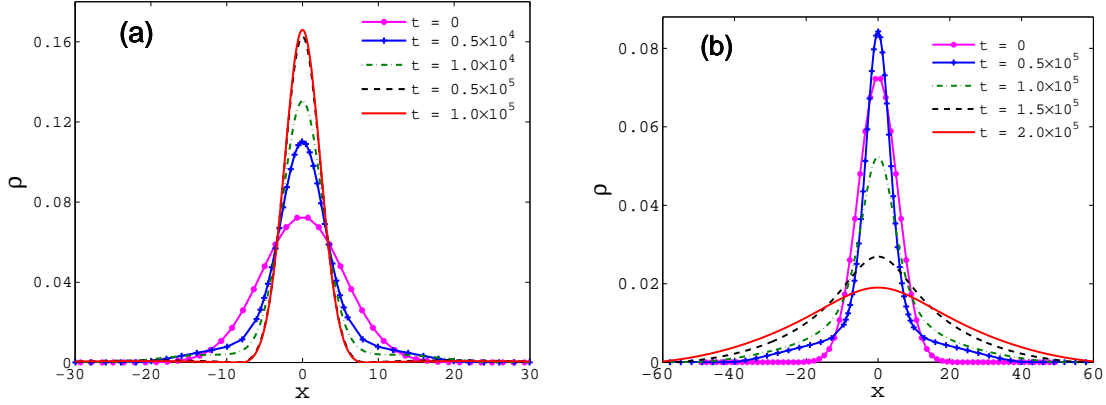 (a)
t = 0
t = 0.5×10⁴
t = 1.0×10⁴
t = 0.5×10⁵
t = 1.0×10⁵
0.16
0.12
0.08
0.04
0
ρ
-30 -20 -10 0 10 20 30
x
(b)
t = 0
t = 0.5×10⁵
t = 1.0×10⁵
t = 1.5×10⁵
t = 2.0×10⁵
0.08
0.06
0.04
0.02
0
ρ
-60 -40 -20 0 20 40 60
x